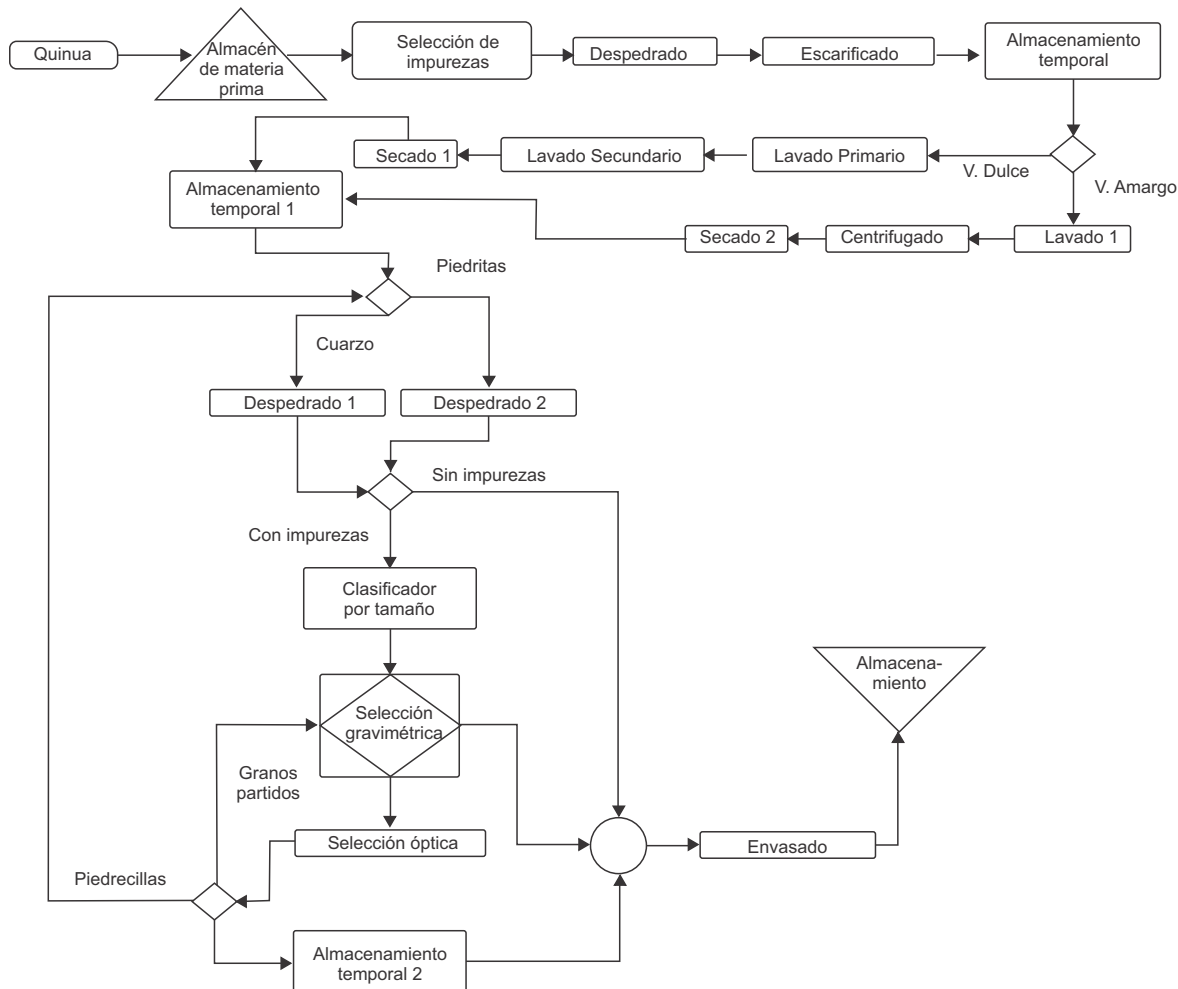 Quinua
Almacén
de materia
prima
Selección de
impurezas
Despedrado
Escarificado
Almacenamiento
temporal
Secado 1
Lavado Secundario
Lavado Primario
V. Dulce
V. Amargo
Almacenamiento
temporal 1
Secado 2
Centrifugado
Lavado 1
Piedritas
Cuarzo
Despedrado 1
Despedrado 2
Sin impurezas
Con impurezas
Clasificador
por tamaño
Almacena-
miento
Selección
gravimétrica
Granos
partidos
Selección óptica
Envasado
Piedrecillas
Almacenamiento
temporal 2